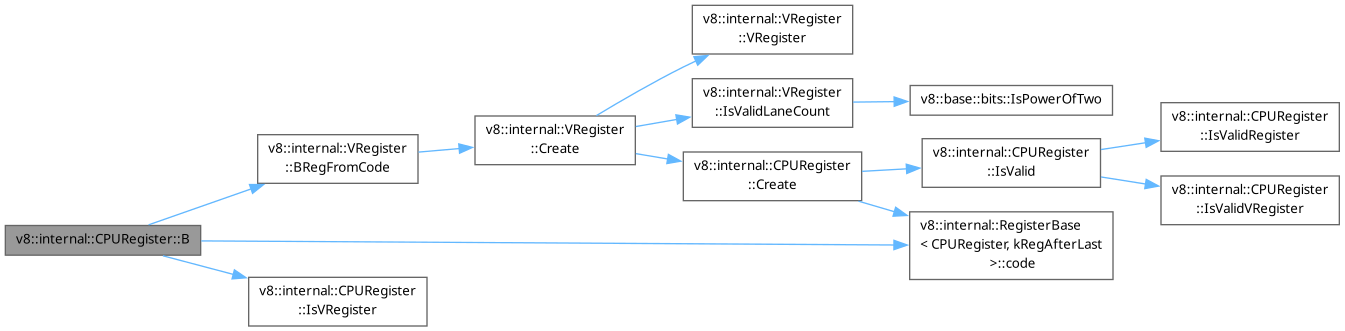 v8::internal::CPURegister::B
v8::internal::VRegister
::BRegFromCode
v8::internal::CPURegister
::IsVRegister
v8::internal::VRegister
::Create
v8::internal::VRegister
::VRegister
v8::internal::VRegister
::IsValidLaneCount
v8::internal::CPURegister
::Create
v8::base::bits::IsPowerOfTwo
v8::internal::CPURegister
::IsValid
v8::internal::RegisterBase
< CPURegister, kRegAfterLast
>::code
v8::internal::CPURegister
::IsValidRegister
v8::internal::CPURegister
::IsValidVRegister